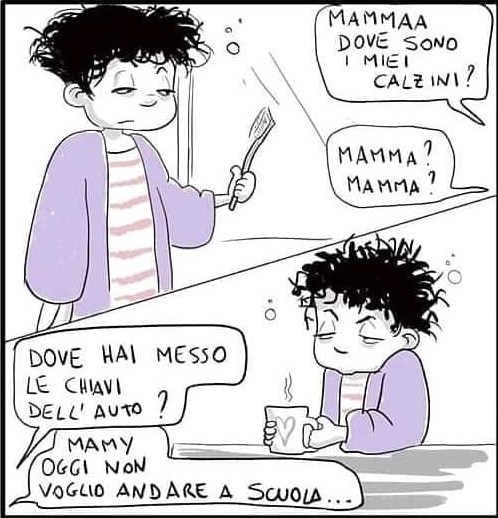 MAMMAA
DOVE SONO
I MIEI
CALZINI?
MAMMA?
MAMMA?
DOVE HAI MESSO
LE CHIAVI
DELL'AUTO ?
MAMY
OGGI NON
VOGLIO ANDARE A SCUOLA...